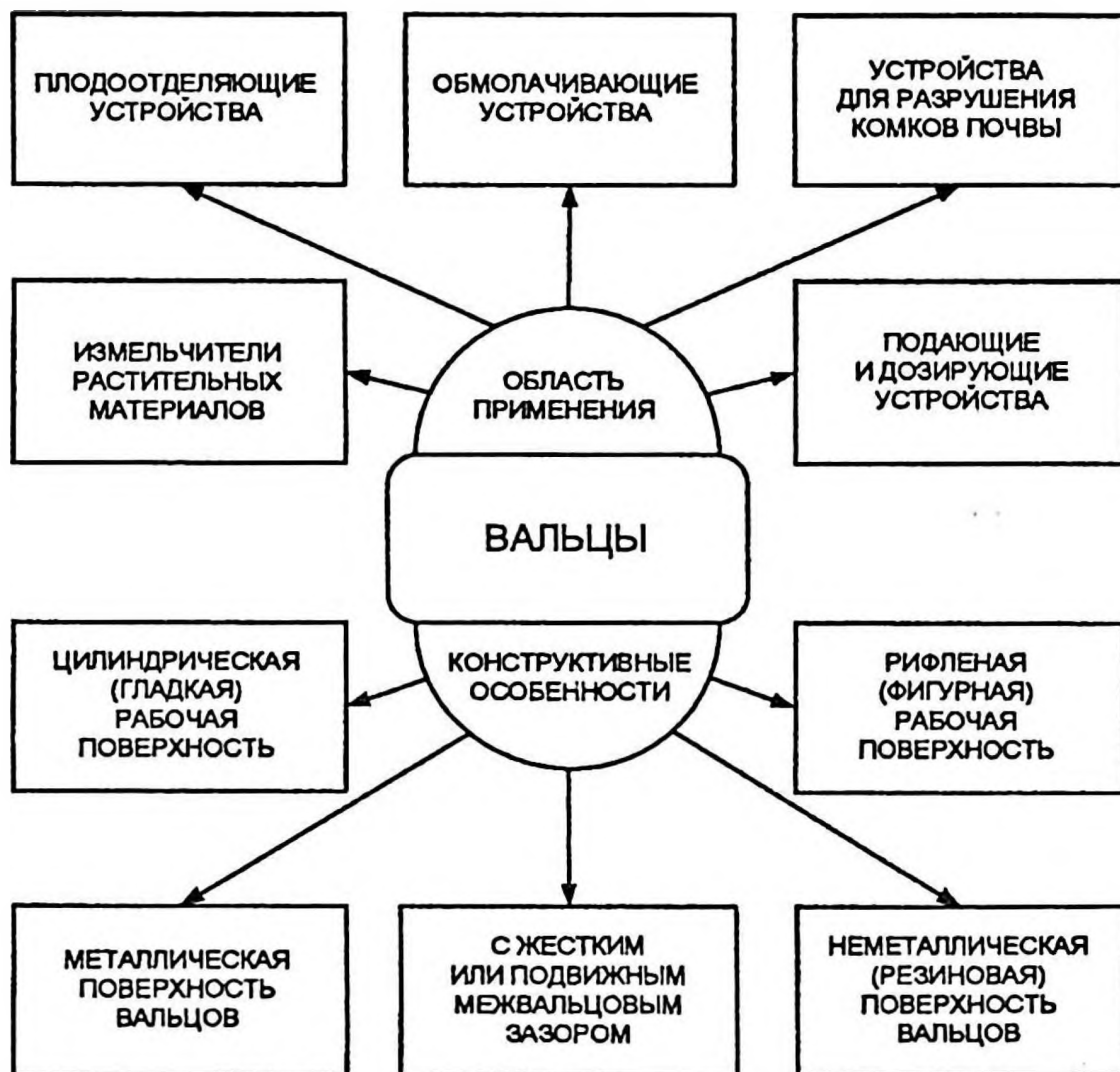 ПЛОДООТДЕЛЯЮЩИЕ
УСТРОЙСТВА
ОБМОЛАЧИВАЮЩИЕ
УСТРОЙСТВА
УСТРОЙСТВА
ДЛЯ РАЗРУШЕНИЯ
КОМКОВ ПОЧВЫ
ИЗМЕЛЬЧИТЕЛИ
РАСТИТЕЛЬНЫХ
МАТЕРИАЛОВ
ОБЛАСТЬ
ПРИМЕНЕНИЯ
ПОДАЮЩИЕ
И ДОЗИРУЮЩИЕ
УСТРОЙСТВА
ВАЛЬЦЫ
ЦИЛИНДРИЧЕСКАЯ
(ГЛАДКАЯ)
РАБОЧАЯ
ПОВЕРХНОСТЬ
КОНСТРУКТИВНЫЕ
ОСОБЕННОСТИ
РИФЛЕНАЯ
(ФИГУРНАЯ)
РАБОЧАЯ
ПОВЕРХНОСТЬ
МЕТАЛЛИЧЕСКАЯ
ПОВЕРХНОСТЬ
ВАЛЬЦОВ
С ЖЕСТКИМ
ИЛИ ПОДВИЖНЫМ
МЕЖВАЛЬЦОВЫМ
ЗАЗОРОМ
НЕМЕТАЛЛИЧЕСКАЯ
(РЕЗИНОВАЯ)
ПОВЕРХНОСТЬ
ВАЛЬЦОВ